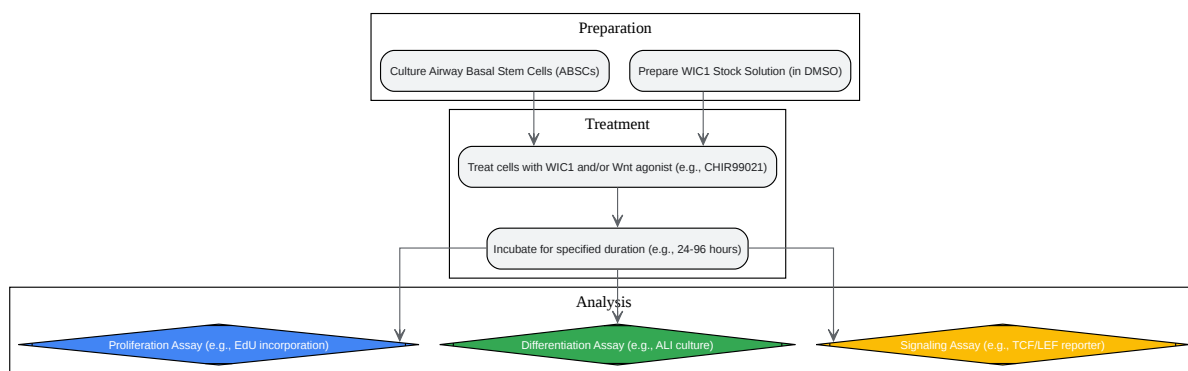 Preparation
Culture Airway Basal Stem Cells (ABSCs)
Prepare WIC1 Stock Solution (in DMSO)
Treatment
Treat cells with WIC1 and/or Wnt agonist (e.g., CHIR99021)
Incubate for specified duration (e.g., 24-96 hours)
Analysis
Proliferation Assay (e.g., EdU incorporation)
Differentiation Assay (e.g., ALI culture)
Signaling Assay (e.g., TCF/LEF reporter)